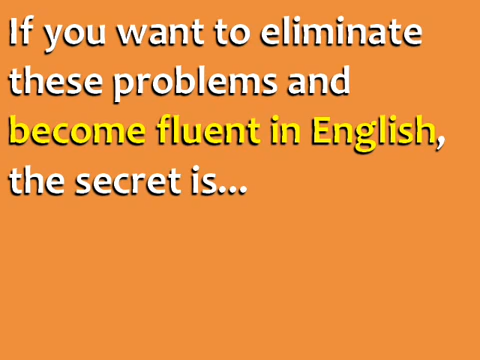 If you want to eliminate
these problems and
become fluent in English,
the secret is...